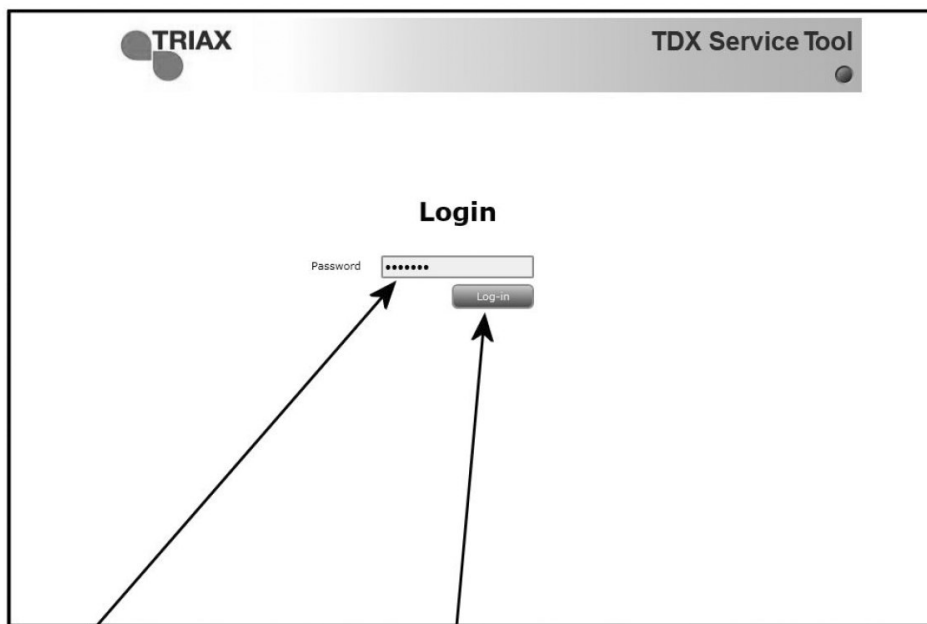 TRIAX
TDX Service Tool
Login
Password •••••••
Log-in